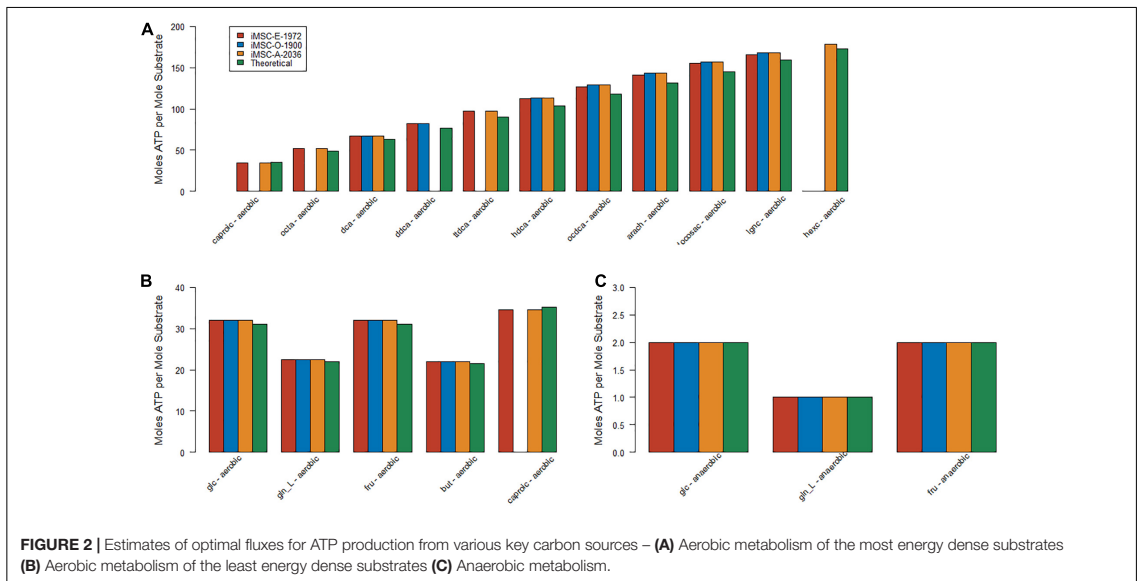 A
Moles ATP per Mole Substrate
200
150
100
50
0
iMSC-E-1972
iMSC-O-1900
iMSC-A-2036
Theoretical
caproic - aerobic
octa - aerobic
dca - aerobic
ddca - aerobic
ttdca - aerobic
hdca - aerobic
ocdca - aerobic
arach - aerobic
docosac - aerobic
lgnc - aerobic
hexc - aerobic
B
Moles ATP per Mole Substrate
40
30
20
10
0
glc - aerobic
gln_L - aerobic
fru - aerobic
but - aerobic
caproic - aerobic
C
Moles ATP per Mole Substrate
3.0
2.5
2.0
1.5
1.0
0.5
0.0
glc - anaerobic
gln_L - anaerobic
fru - anaerobic
FIGURE 2 | Estimates of optimal fluxes for ATP production from various key carbon sources – (A) Aerobic metabolism of the most energy dense substrates
(B) Aerobic metabolism of the least energy dense substrates (C) Anaerobic metabolism.